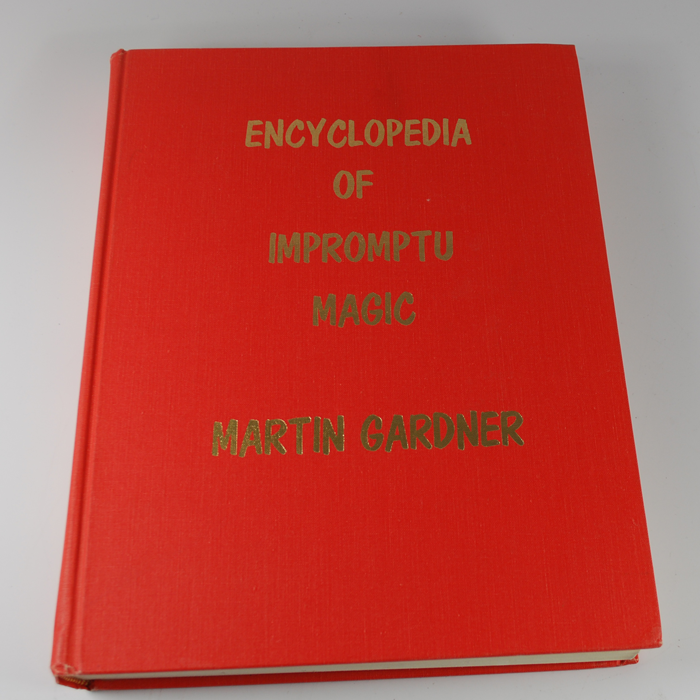 ENCYCLOPEDIA
OF
IMPROMPTU
MAGIC
MARTIN GARDNER